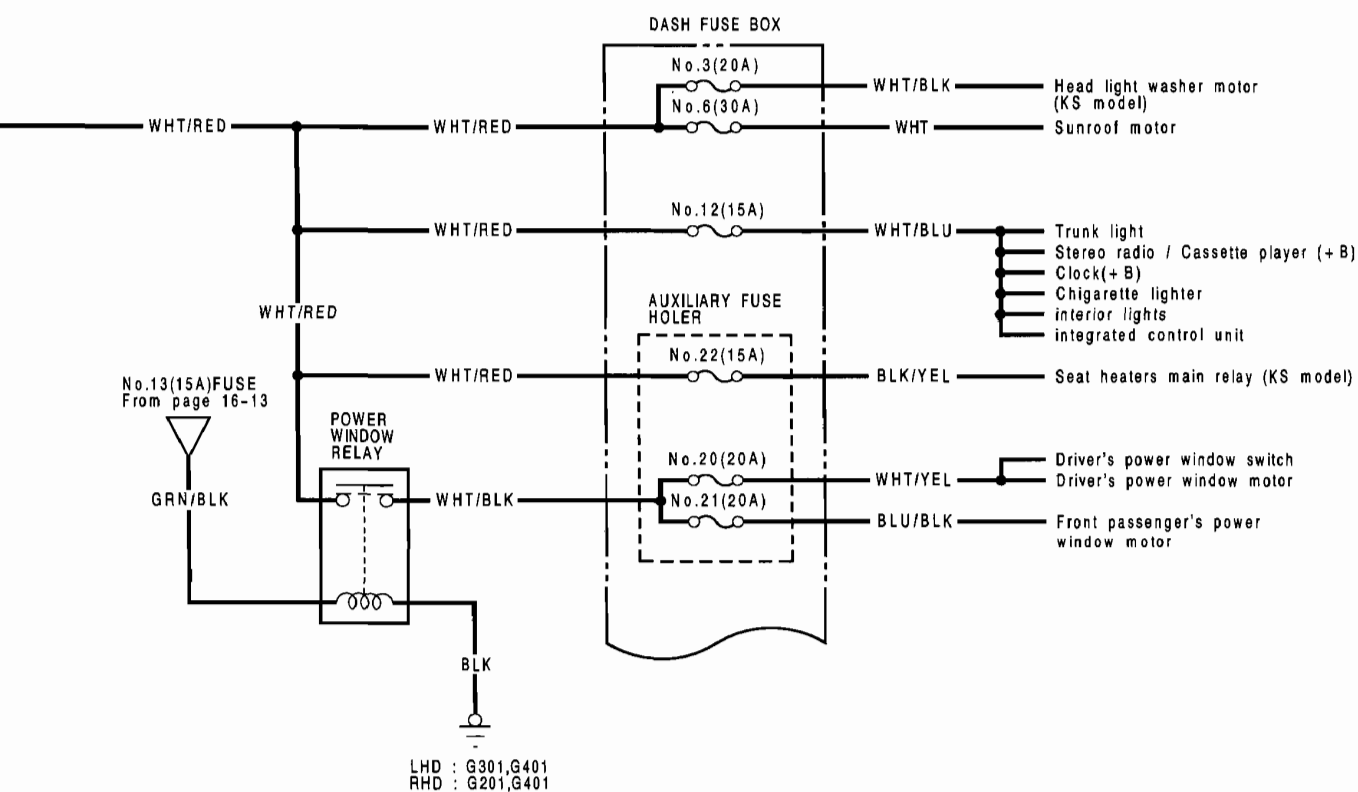 DASH FUSE BOX
No.3(20A)
WHT/BLK
Head light washer motor
(KS model)
No.6(30A)
WHT/RED
WHT/RED
WHT
Sunroof motor
No.12(15A)
WHT/RED
WHT/BLU
Trunk light
Stereo radio / Cassette player (+B)
Clock(+B)
Chigarette lighter
interior lights
integrated control unit
WHT/RED
AUXILIARY FUSE
HOLER
No.22(15A)
WHT/RED
BLK/YEL
Seat heaters main relay (KS model)
No.13(15A)FUSE
From page 16-13
POWER
WINDOW
RELAY
GRN/BLK
WHT/BLK
No.20(20A)
WHT/YEL
Driver's power window switch
Driver's power window motor
No.21(20A)
BLU/BLK
Front passenger's power
window motor
BLK
LHD : G301,G401
RHD : G201,G401